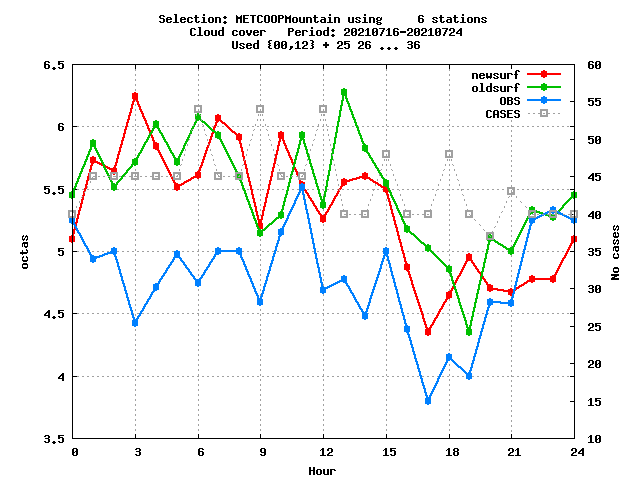 Selection: METCOOPMountain using     6 stations
Cloud cover   Period: 20210716-20210724
Used {00,12} + 25 26 ... 36
6.5
6
5.5
5
4.5
4
3.5
octas
newsurf
oldsurf
OBS
CASES
60
55
50
45
40
35
30
25
20
15
10
No cases
0 3 6 9 12 15 18 21 24
Hour